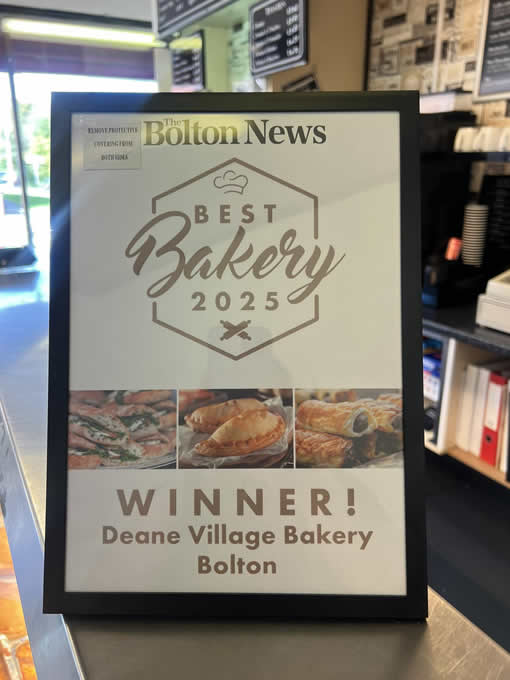 REMOVE PROTECTIVE
COVERING FROM
BOTH SIDES
The
Bolton News
BEST
Bakery
2025
WINNER!
Deane Village Bakery
Bolton